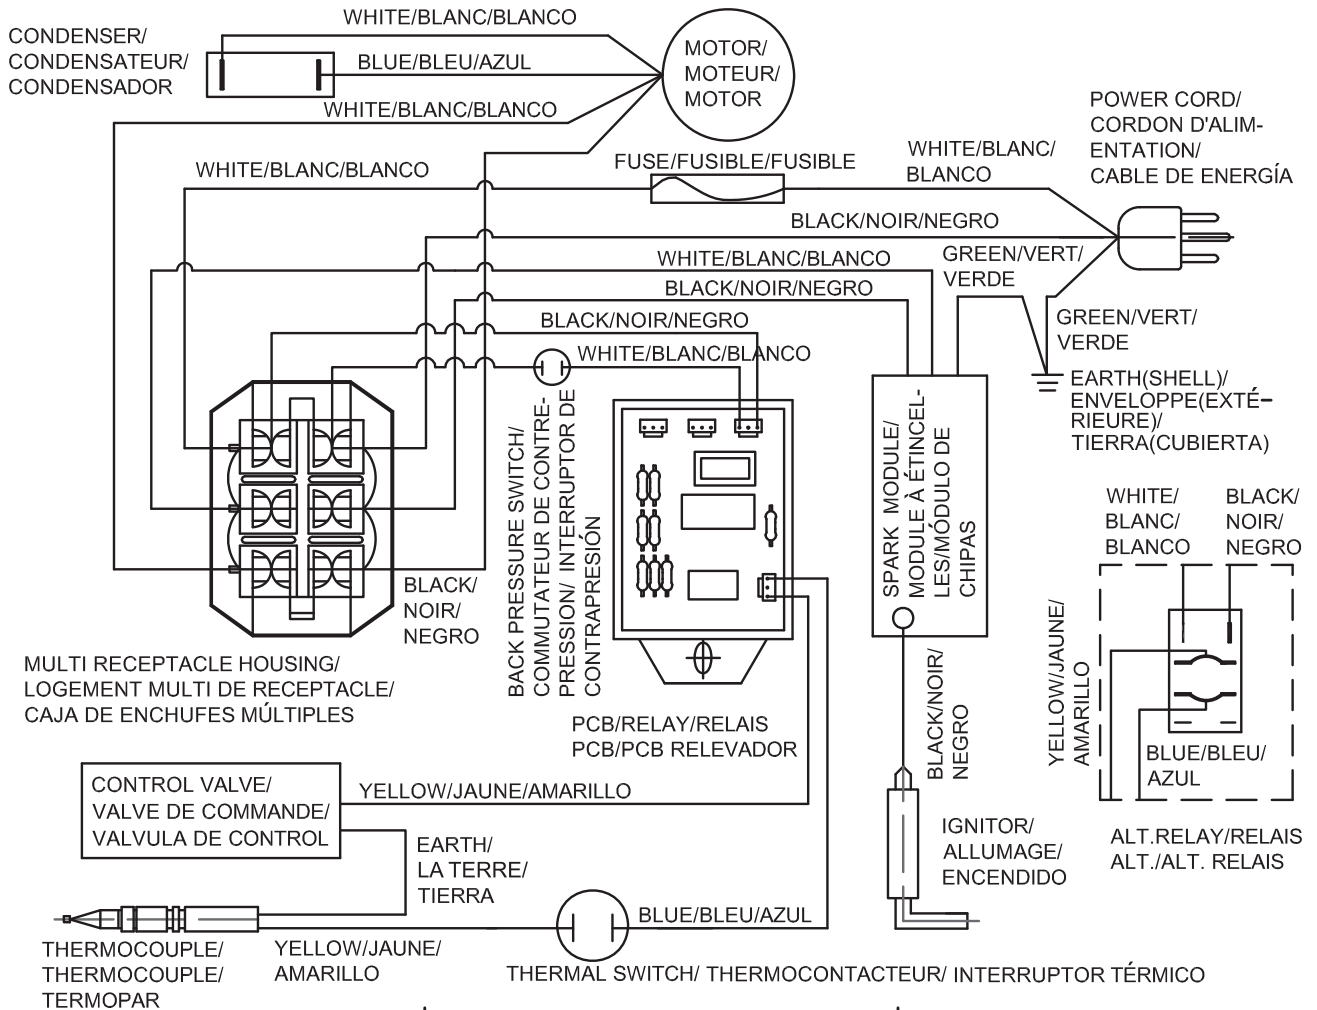 WHITE/BLANC/BLANCO
CONDENSER/
CONDENSATEUR/
CONDENSADOR
BLUE/BLEU/AZUL
WHITE/BLANC/BLANCO
MOTOR/
MOTEUR/
MOTOR
POWER CORD/
CORDON D'ALIM-
ENTATION/
CABLE DE ENERGÍA
WHITE/BLANC/BLANCO
FUSE/FUSIBLE/FUSIBLE
WHITE/BLANC/
BLANCO
BLACK/NOIR/NEGRO
GREEN/VERT/
VERDE
WHITE/BLANC/BLANCO
BLACK/NOIR/NEGRO
BLACK/NOIR/NEGRO
WHITE/BLANC/BLANCO
GREEN/VERT/
VERDE
EARTH(SHELL)/
ENVELOPPE(EXTÉ-
RIEURE)/
TIERRA(CUBIERTA)
BACK PRESSURE SWITCH/
COMMUTATEUR DE CONTRE-
PRESSION/ INTERRUPTOR DE
CONTRAPRESIÓN
SPARK MODULE/
MODULE À ÉTINCEL-
LES/MÓDULO DE
CHIPAS
WHITE/
BLANC/
BLANCO
BLACK/
NOIR/
NEGRO
BLACK/
NOIR/
NEGRO
YELLOW/JAUNE/
AMARILLO
MULTI RECEPTACLE HOUSING/
LOGEMENT MULTI DE RECEPTACLE/
CAJA DE ENCHUFES MÚLTIPLES
PCB/RELAY/RELAIS
PCB/PCB RELEVADOR
BLACK/NOIR/
NEGRO
BLUE/BLEU/
AZUL
CONTROL VALVE/
VALVE DE COMMANDE/
VALVULA DE CONTROL
YELLOW/JAUNE/AMARILLO
EARTH/
LA TERRE/
TIERRA
IGNITOR/
ALLUMAGE/
ENCENDIDO
ALT.RELAY/RELAIS
ALT./ALT. RELAIS
BLUE/BLEU/AZUL
THERMOCOUPLE/
THERMOCOUPLE/
TERMOPAR
YELLOW/JAUNE/
AMARILLO
THERMAL SWITCH/ THERMOCONTACTEUR/ INTERRUPTOR TÉRMICO